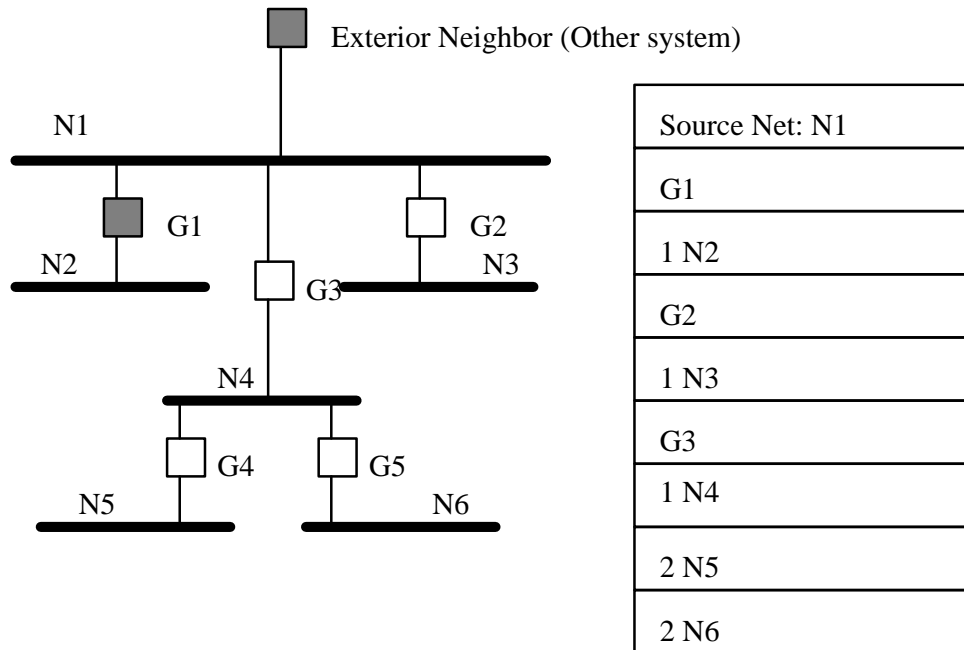 Exterior Neighbor (Other system)
N1
G1
G2
N2
G3
N3
N4
G4
G5
N5
N6
Source Net: N1
G1
1 N2
G2
1 N3
G3
1 N4
2 N5
2 N6